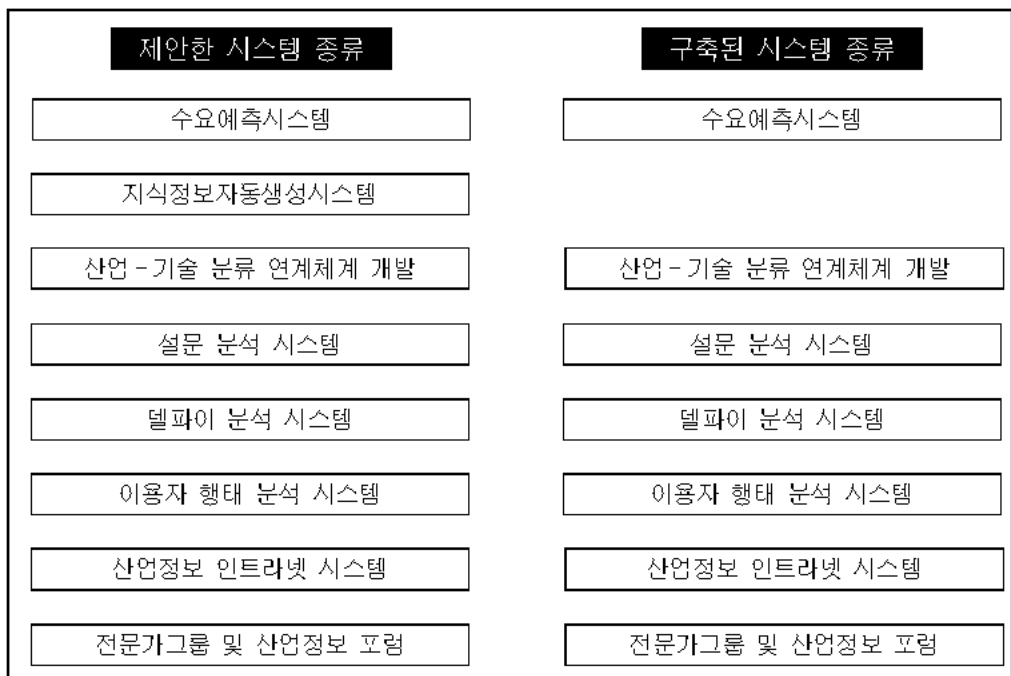 제안한 시스템 종류 구축된 시스템 종류
수요예측시스템 수요예측시스템
지식정보자동생성시스템
산업-기술 분류 연계체계 개발 산업-기술 분류 연계체계 개발
설문 분석 시스템 설문 분석 시스템
델파이 분석 시스템 델파이 분석 시스템
이용자 행태 분석 시스템 이용자 행태 분석 시스템
산업정보 인트라넷 시스템 산업정보 인트라넷 시스템
전문가그룹 및 산업정보 포럼 전문가그룹 및 산업정보 포럼